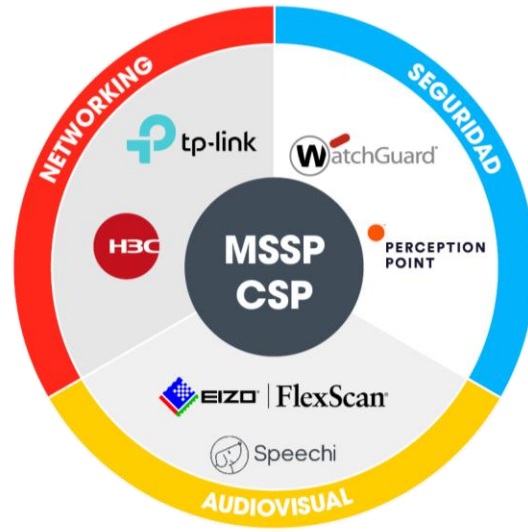 NETWORKING
tp-link
H3C
SEGURIDAD
WatchGuard
PERCEPTION
POINT
MSSP
CSP
EIZO | FlexScan
Speechi
AUDIOVISUAL